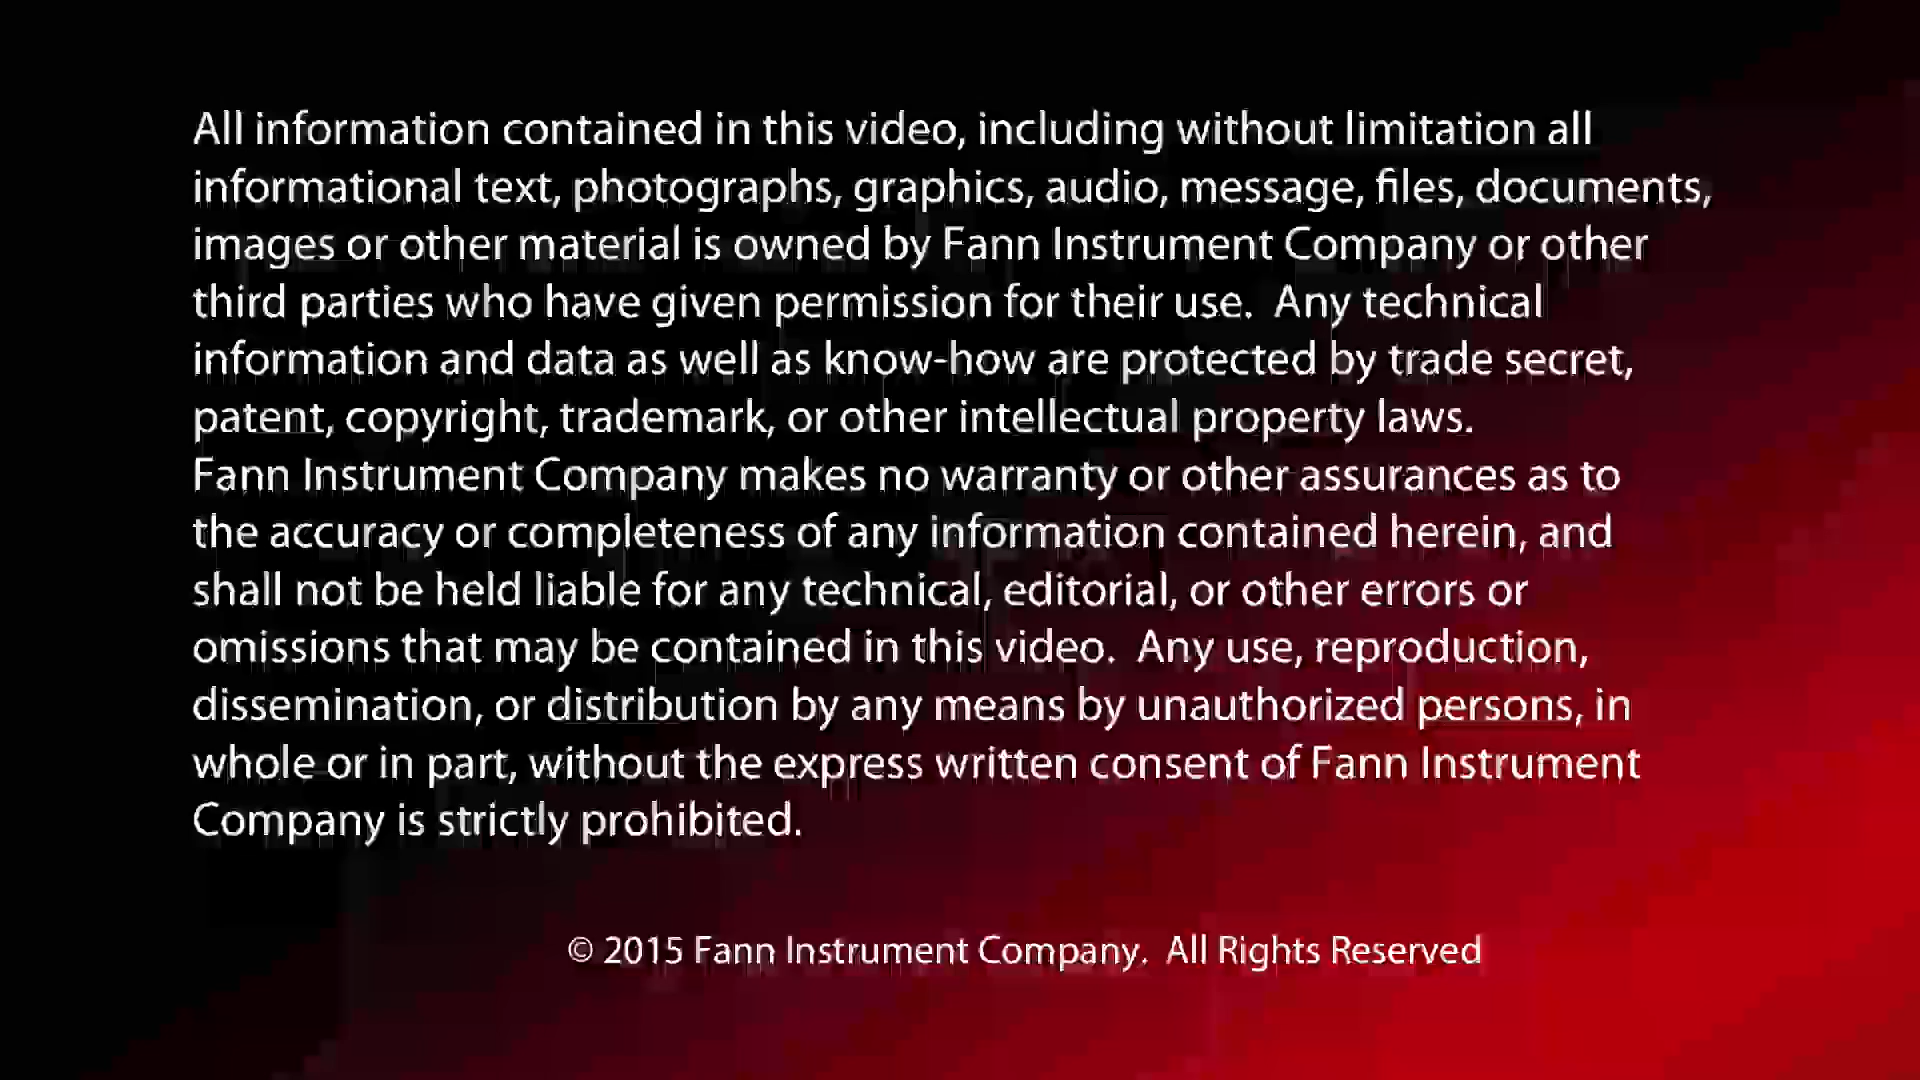 All information contained in this video, including without limitation all
informational text, photographs, graphics, audio, message, files, documents,
images or other material is owned by Fann Instrument Company or other
third parties who have given permission for their use.  Any technical
information and data as well as know-how are protected by trade secret,
patent, copyright, trademark, or other intellectual property laws.
Fann Instrument Company makes no warranty or other assurances as to
the accuracy or completeness of any information contained herein, and
shall not be held liable for any technical, editorial, or other errors or
omissions that may be contained in this video.  Any use, reproduction,
dissemination, or distribution by any means by unauthorized persons, in
whole or in part, without the express written consent of Fann Instrument
Company is strictly prohibited.
© 2015 Fann Instrument Company.  All Rights Reserved